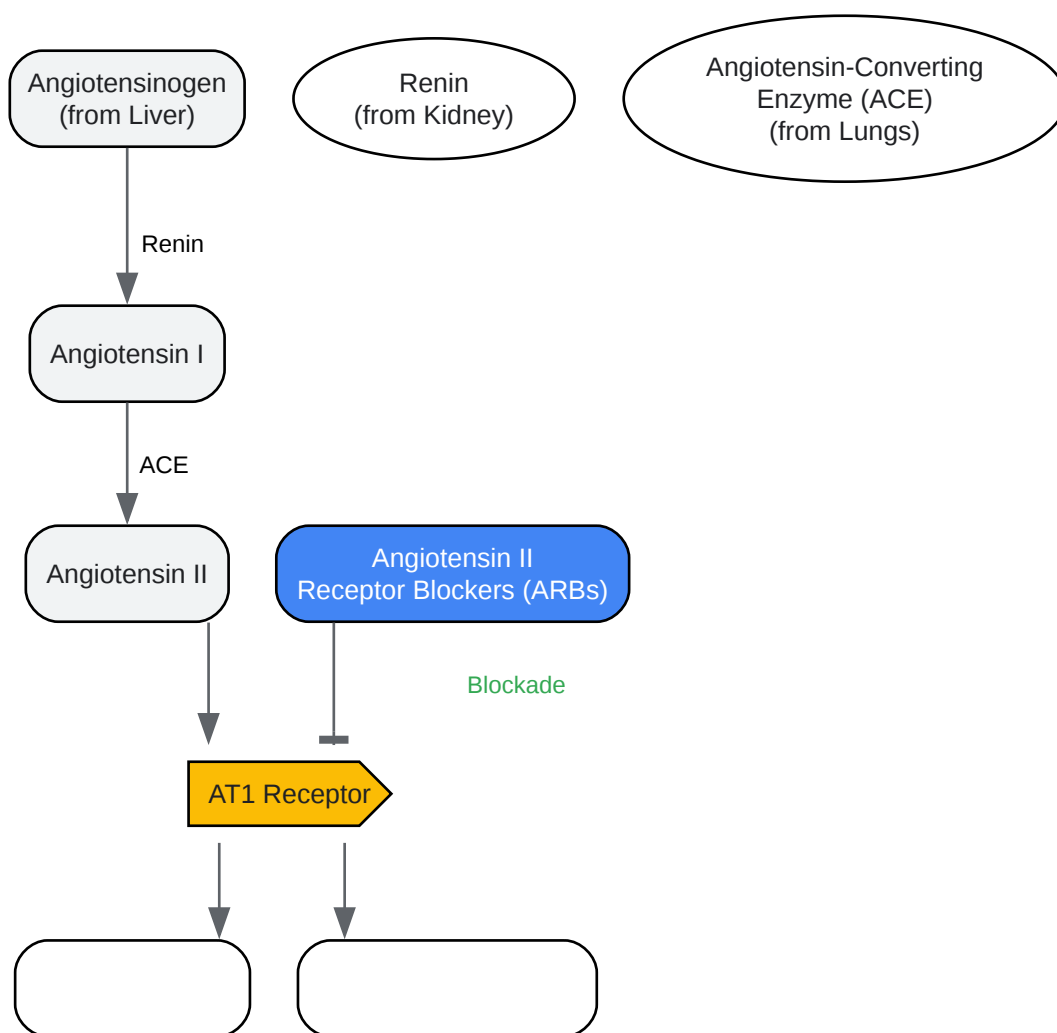 Angiotensinogen
(from Liver)
Renin
(from Kidney)
Angiotensin-Converting
Enzyme (ACE)
(from Lungs)
Renin
Angiotensin I
ACE
Angiotensin II
Angiotensin II
Receptor Blockers (ARBs)
Blockade
AT1 Receptor